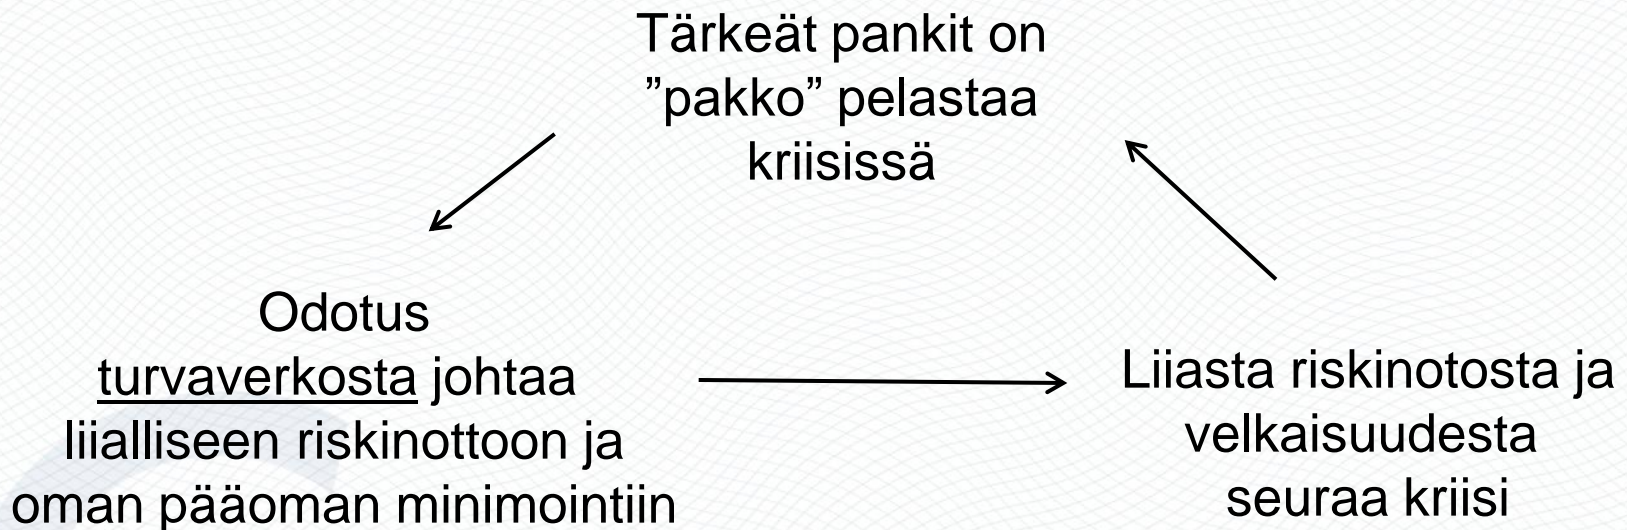 Tärkeät pankit on
”pakko” pelastaa
kriisissä
Odotus
turvaverkosta johtaa
liialliseen riskinottoon ja
oman pääoman minimointiin
Liiasta riskinotosta ja
velkaisuudesta
seuraa kriisi